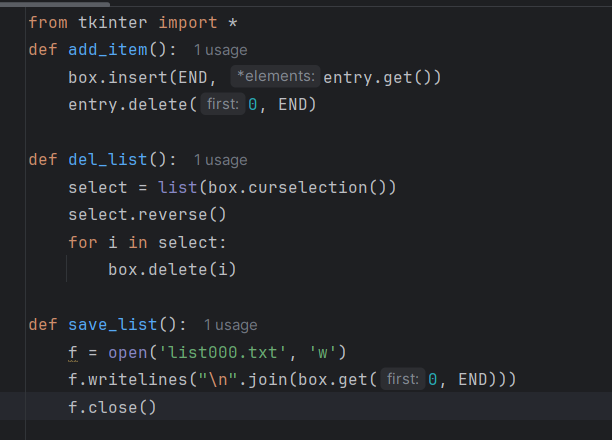 from tkinter import *
def add_item(): 1 usage
    box.insert(END, *elements: entry.get())
    entry.delete( first: 0, END)
def del_list(): 1 usage
    select = list(box.curselection())
    select.reverse()
    for i in select:
        box.delete(i)
def save_list(): 1 usage
    f = open('list000.txt', 'w')
    f.writelines("\n".join(box.get( first: 0, END)))
    f.close()